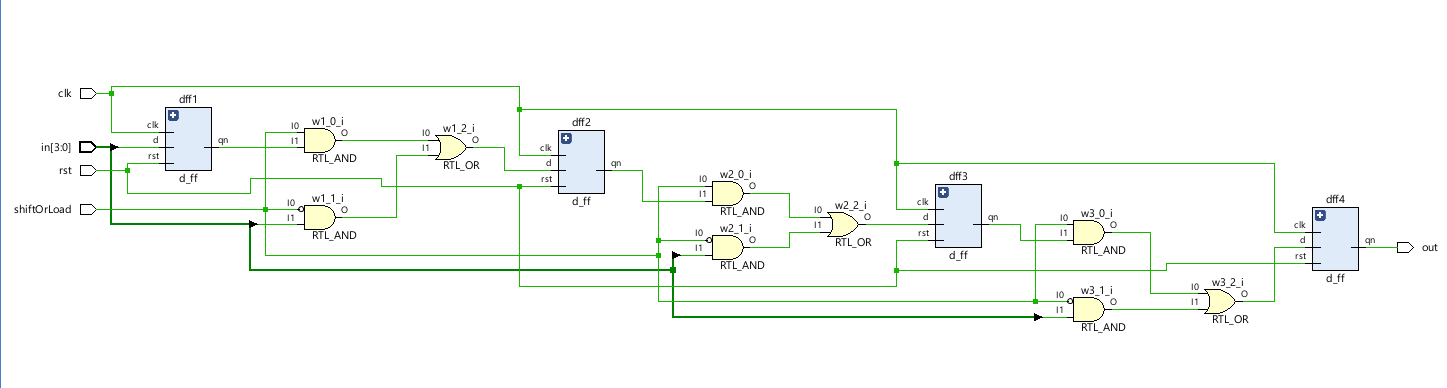 clk
in[3:0]
rst
shiftOrLoad
dff1
clk
d
rst
qn
d_ff
w1_0_i
I0
I1
O
RTL_AND
w1_1_i
I0
I1
O
RTL_AND
w1_2_i
I0
I1
O
RTL_OR
dff2
clk
d
rst
qn
d_ff
w2_0_i
I0
I1
O
RTL_AND
w2_1_i
I0
I1
O
RTL_AND
w2_2_i
I0
I1
O
RTL_OR
dff3
clk
d
rst
qn
d_ff
w3_0_i
I0
I1
O
RTL_AND
w3_1_i
I0
I1
O
RTL_AND
w3_2_i
I0
I1
O
RTL_OR
dff4
clk
d
rst
qn
d_ff
out